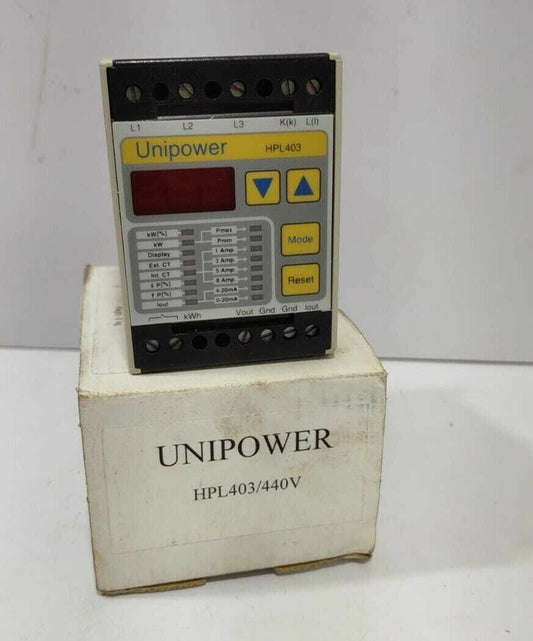 L1 L2 L3 K(k) L(l)
Unipower HPL403
kW[%] Pmax
kW Pmin
Display 1 Amp.
Ext. CT 3 Amp.
Int. CT 5 Amp.
↓ P[%] 8 Amp.
↑ P[%] 4-20mA
Iout 0-20mA
Mode
Reset
kWh Vout Gnd Gnd Iout
UNIPOWER
HPL403/440V